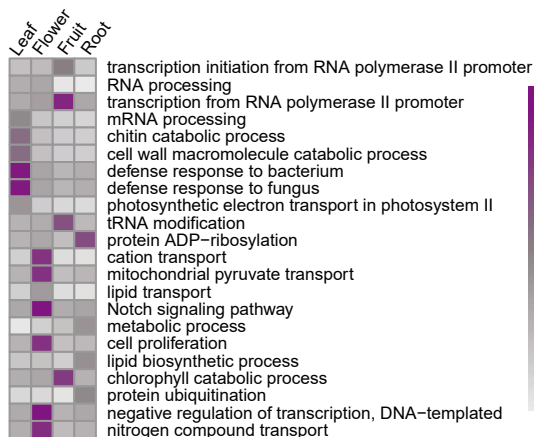 Leaf
Flower
Fruit
Root
transcription initiation from RNA polymerase II promoter
RNA processing
transcription from RNA polymerase II promoter
mRNA processing
chitin catabolic process
cell wall macromolecule catabolic process
defense response to bacterium
defense response to fungus
photosynthetic electron transport in photosystem II
tRNA modification
protein ADP−ribosylation
cation transport
mitochondrial pyruvate transport
lipid transport
Notch signaling pathway
metabolic process
cell proliferation
lipid biosynthetic process
chlorophyll catabolic process
protein ubiquitination
negative regulation of transcription, DNA−templated
nitrogen compound transport